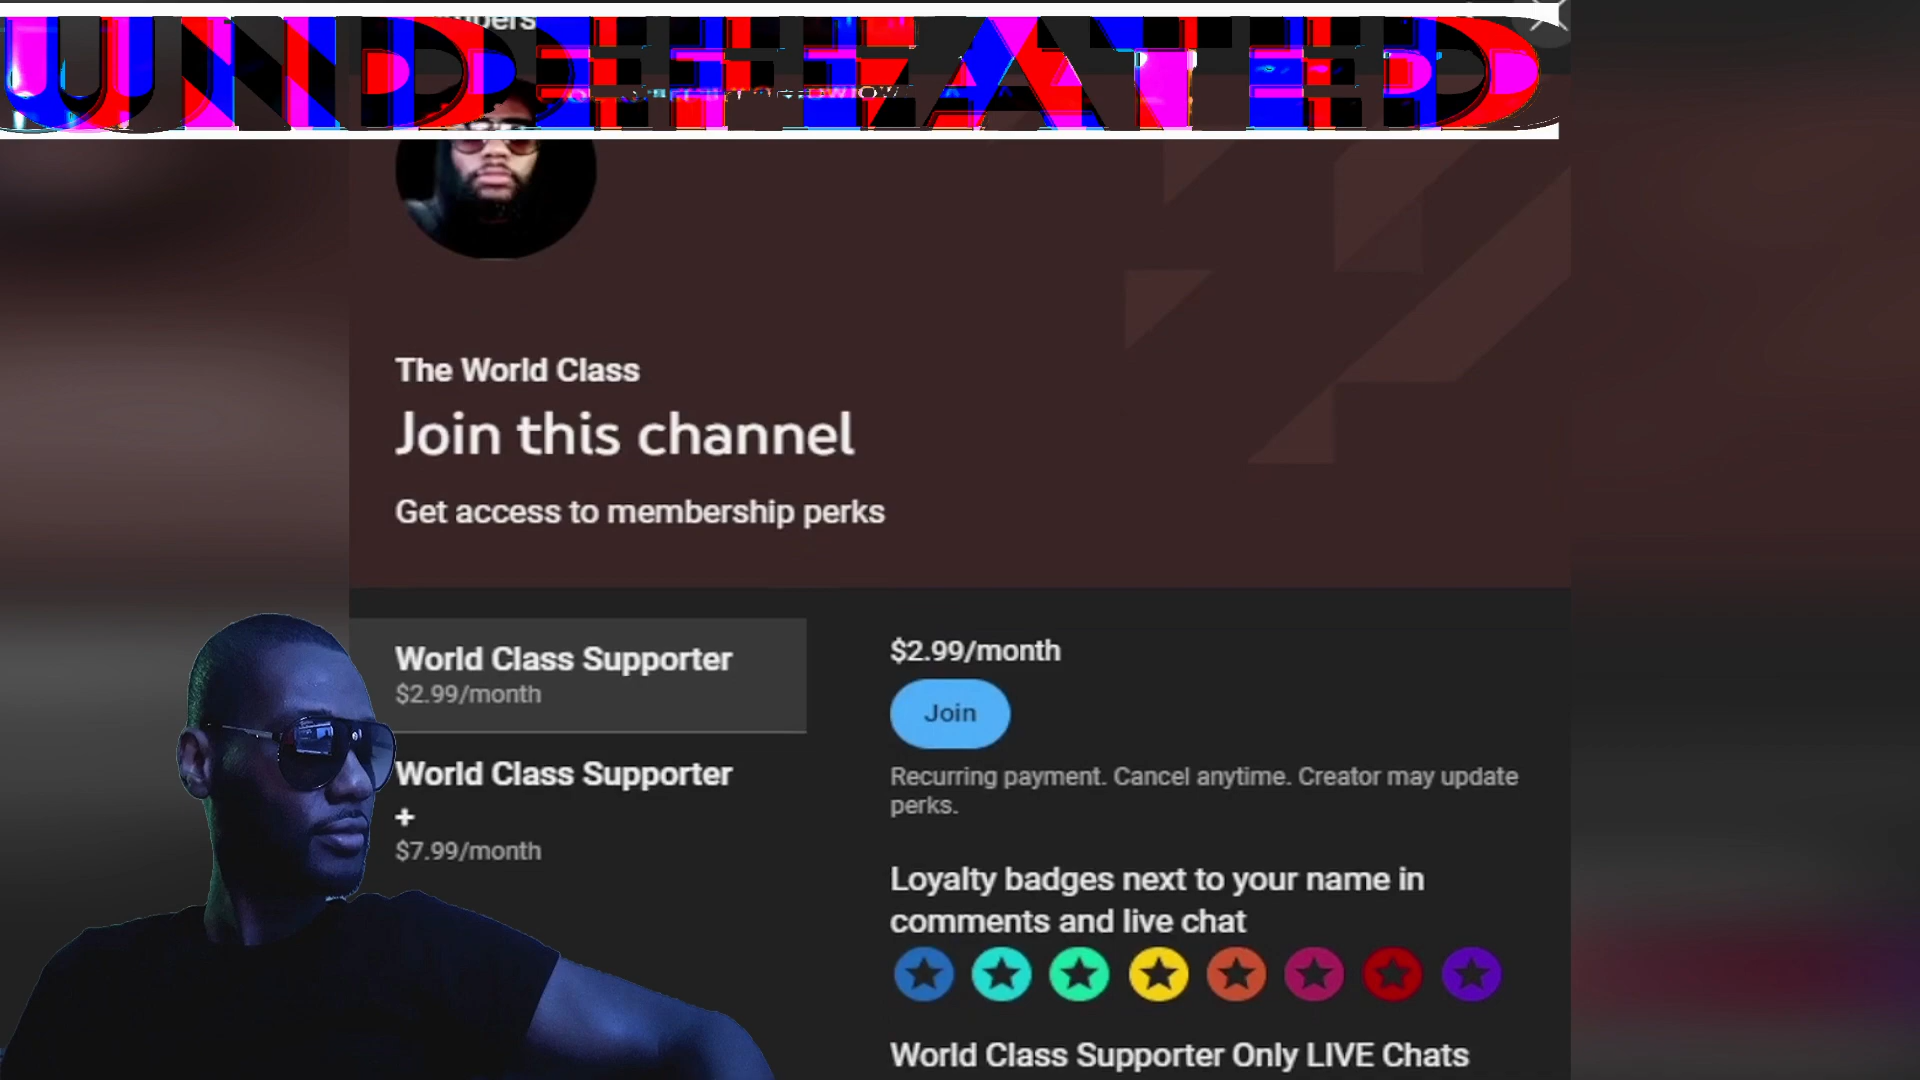 UNDEFEATED
The World Class
Join this channel
Get access to membership perks
World Class Supporter
$2.99/month
World Class Supporter
+
$7.99/month
$2.99/month
Join
Recurring payment. Cancel anytime. Creator may update
perks.
Loyalty badges next to your name in
comments and live chat
World Class Supporter Only LIVE Chats